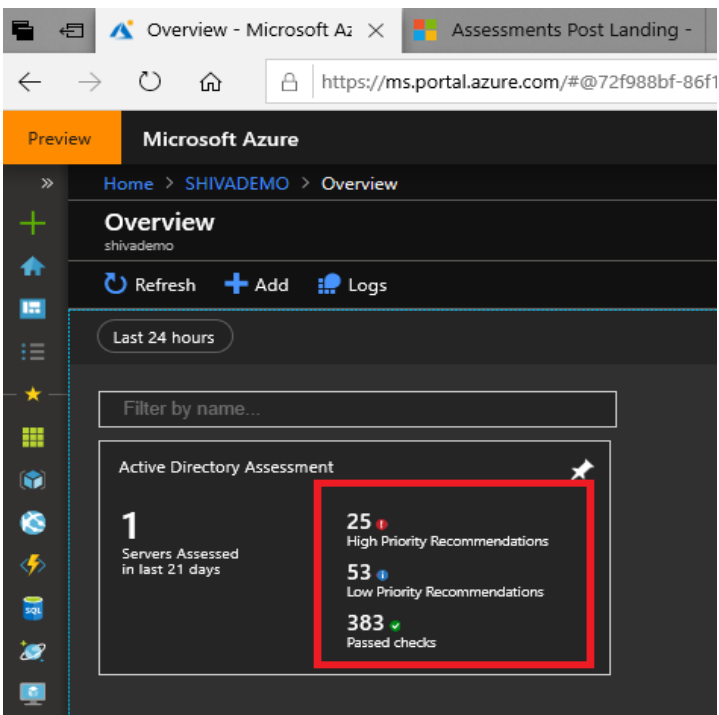 Overview - Microsoft Az
Assessments Post Landing -
https://ms.portal.azure.com/#@72f988bf-86f1
Preview
Microsoft Azure
Home > SHIVADEMO > Overview
Overview
shivademo
Refresh
Add
Logs
Last 24 hours
Filter by name...
Active Directory Assessment
1
Servers Assessed
in last 21 days
25
High Priority Recommendations
53
Low Priority Recommendations
383
Passed checks
SQL